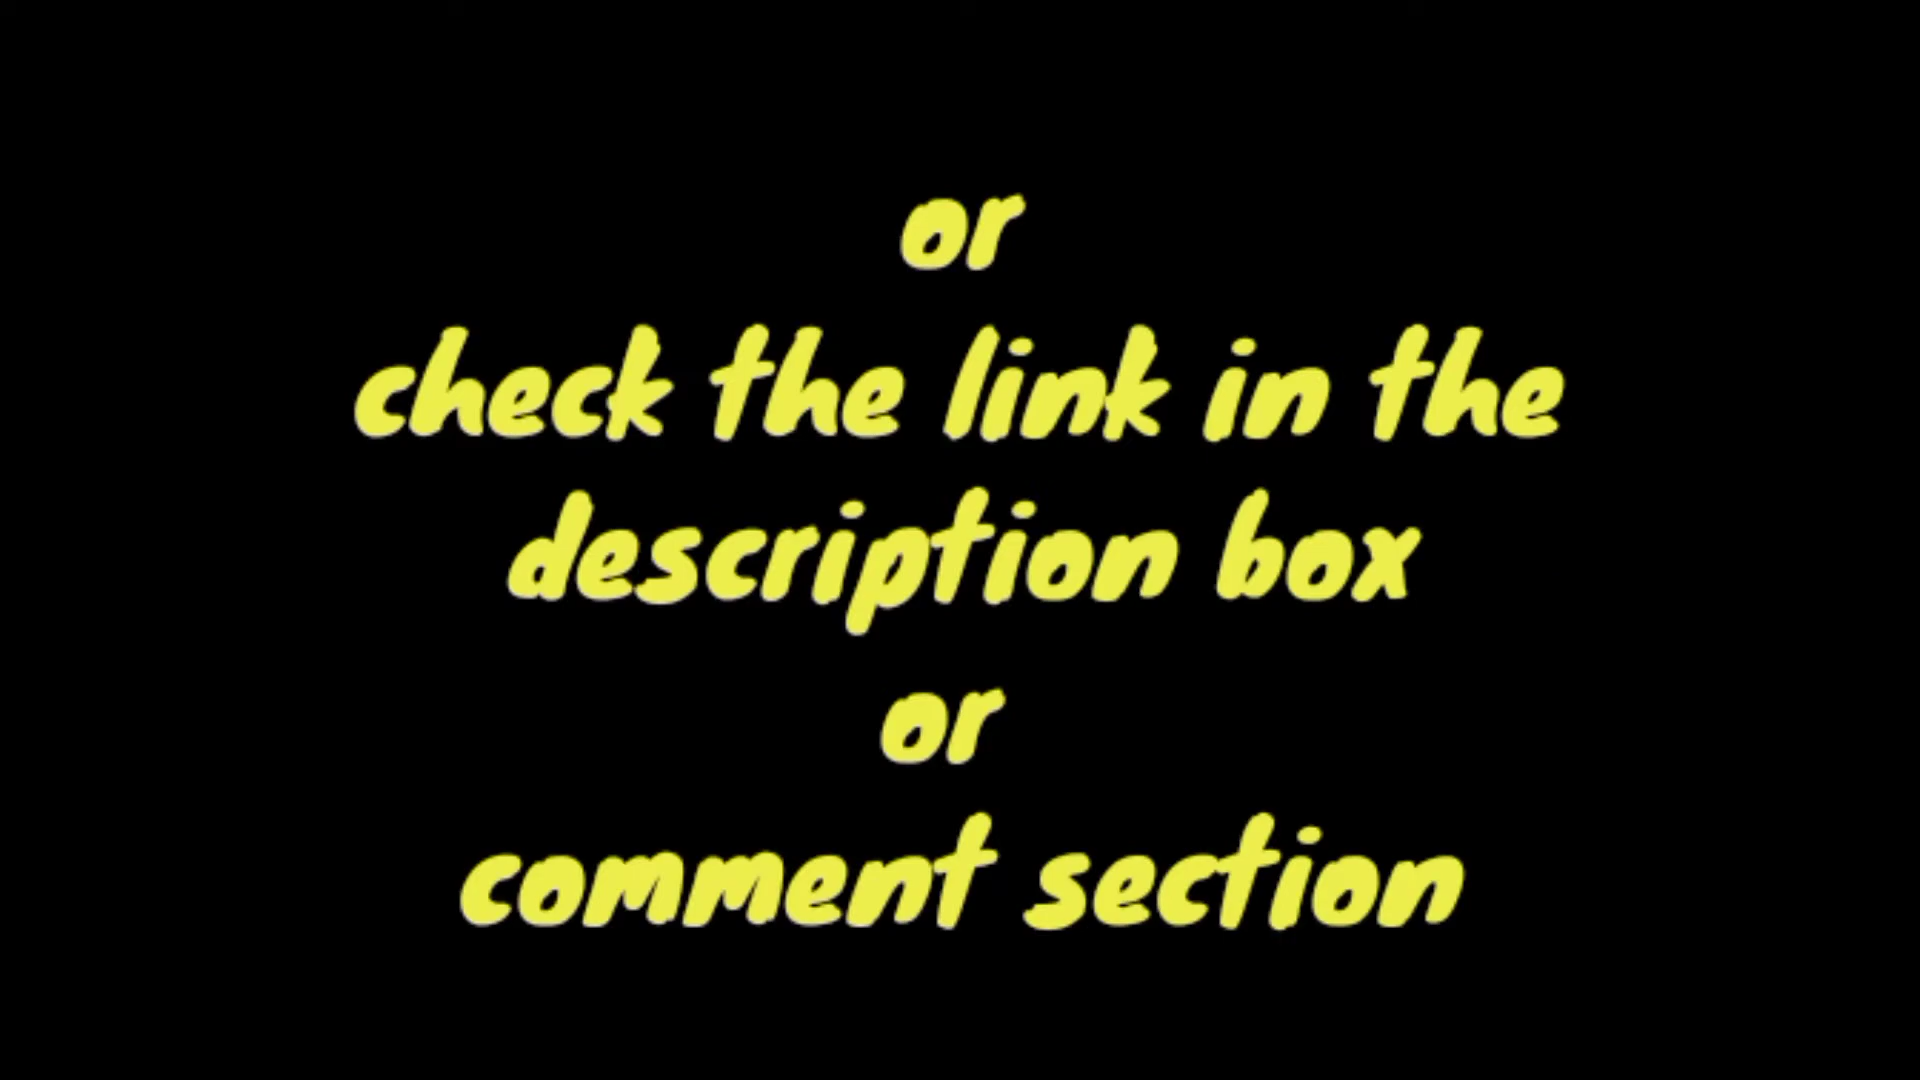 or
check the link in the
description box
or
comment section